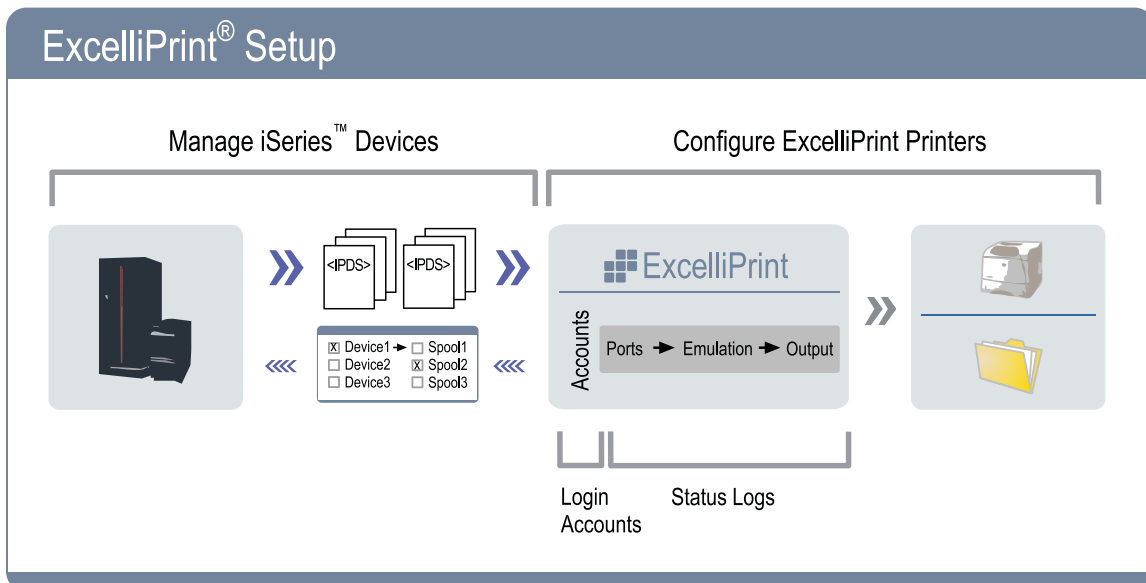 ExcelliPrint® Setup
Manage iSeries™ Devices
Configure ExcelliPrint Printers
<IPDS> <IPDS>
ExcelliPrint
X Device1 Spool1
Device2 X Spool2
Device3 Spool3
Accounts
Ports Emulation Output
Login
Accounts
Status Logs